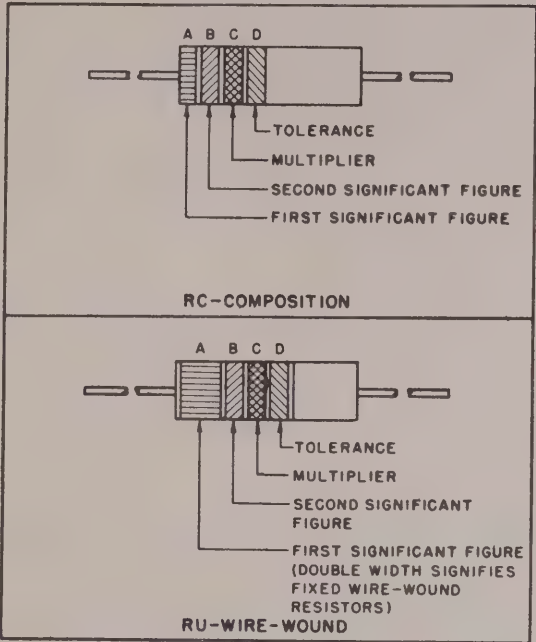 A B C D
TOLERANCE
MULTIPLIER
SECOND SIGNIFICANT FIGURE
FIRST SIGNIFICANT FIGURE
RC-COMPOSITION
A B C D
TOLERANCE
MULTIPLIER
SECOND SIGNIFICANT
FIGURE
FIRST SIGNIFICANT FIGURE
(DOUBLE WIDTH SIGNIFIES
FIXED WIRE-WOUND
RESISTORS)
RU-WIRE-WOUND